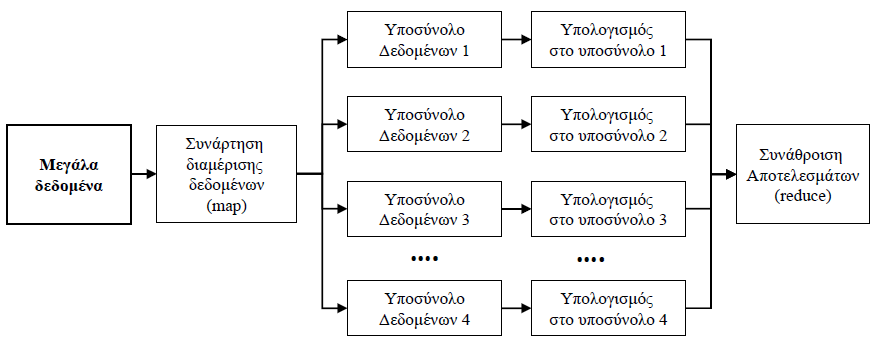 Μεγάλα
δεδομένα
Συνάρτηση
διαμέρισης
δεδομένων
(map)
Υποσύνολο
Δεδομένων 1
Υπολογισμός
στο υποσύνολο 1
Υποσύνολο
Δεδομένων 2
Υπολογισμός
στο υποσύνολο 2
Υποσύνολο
Δεδομένων 3
Υπολογισμός
στο υποσύνολο 3
....
....
Υποσύνολο
Δεδομένων 4
Υπολογισμός
στο υποσύνολο 4
Συνάθροιση
Αποτελεσμάτων
(reduce)